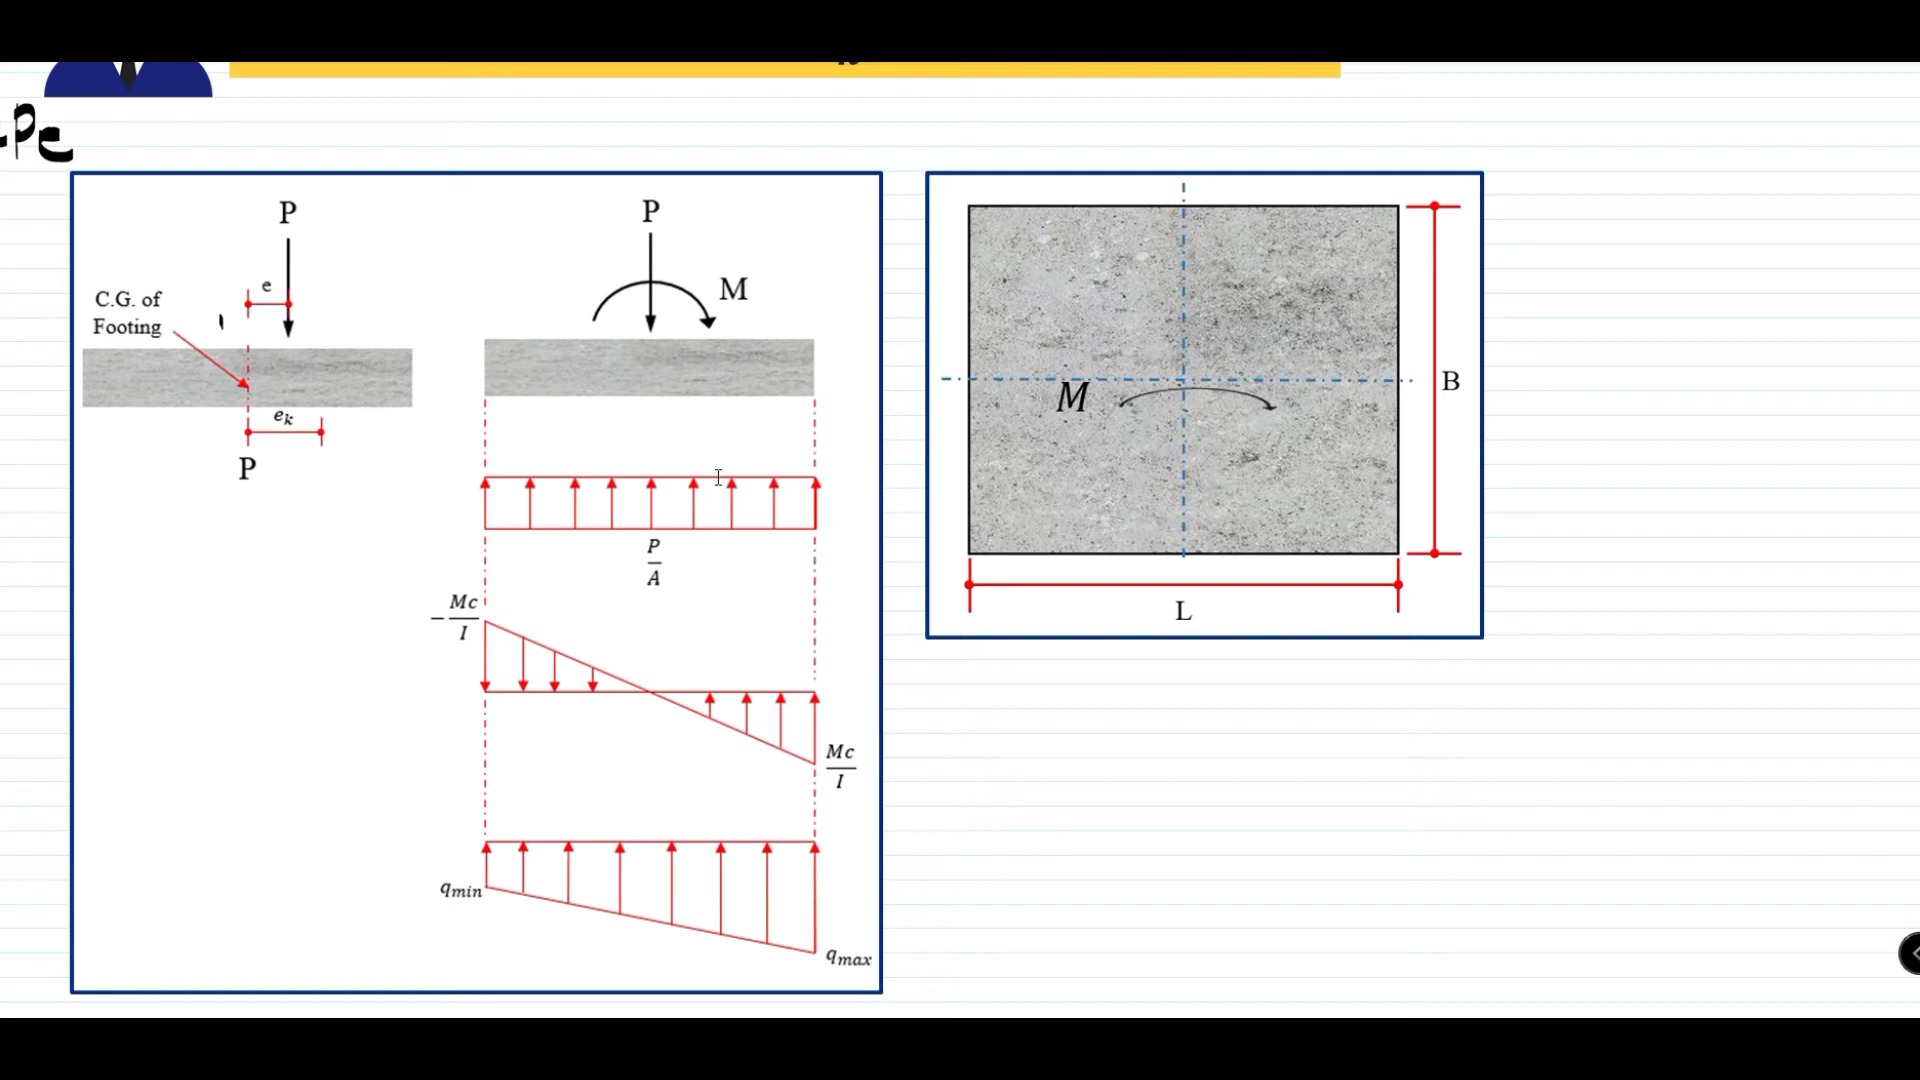 Pe
P
e
C.G. of
Footing
e_k
P
P
M
P
A
−Mc
I
Mc
I
q_min
q_max
M
B
L